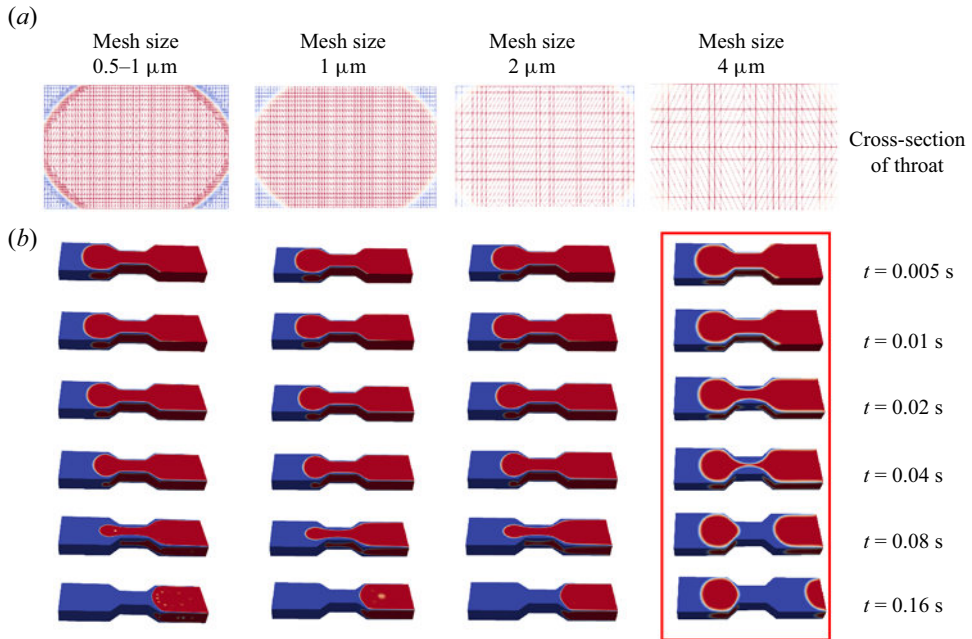 (a)
Mesh size
0.5–1 μm
Mesh size
1 μm
Mesh size
2 μm
Mesh size
4 μm
Cross-section
of throat
(b)
t = 0.005 s
t = 0.01 s
t = 0.02 s
t = 0.04 s
t = 0.08 s
t = 0.16 s